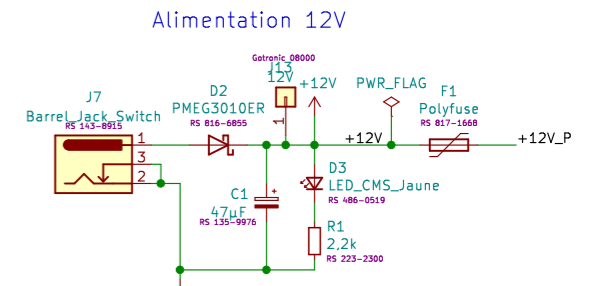 Alimentation 12V
Gotronic_08000
J13
12V
+12V
PWR_FLAG
J7
Barrel_Jack_Switch
RS 143-8915
D2
PMEG3010ER
RS 816-6855
F1
Polyfuse
RS 817-1668
1
3
2
1
+12V
+12V_P
D3
LED_CMS_Jaune
RS 486-0519
C1
+
47µF
RS 135-9976
R1
2,2k
RS 223-2300